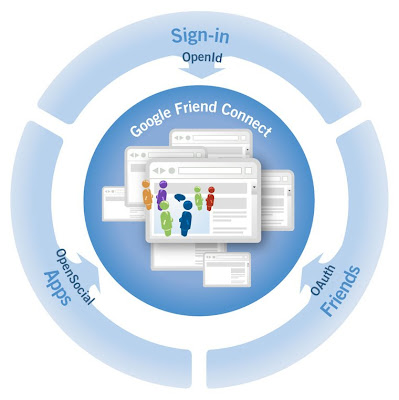 Sign-in
OpenId
Google Friend Connect
OpenSocial
Apps
OAuth
Friends